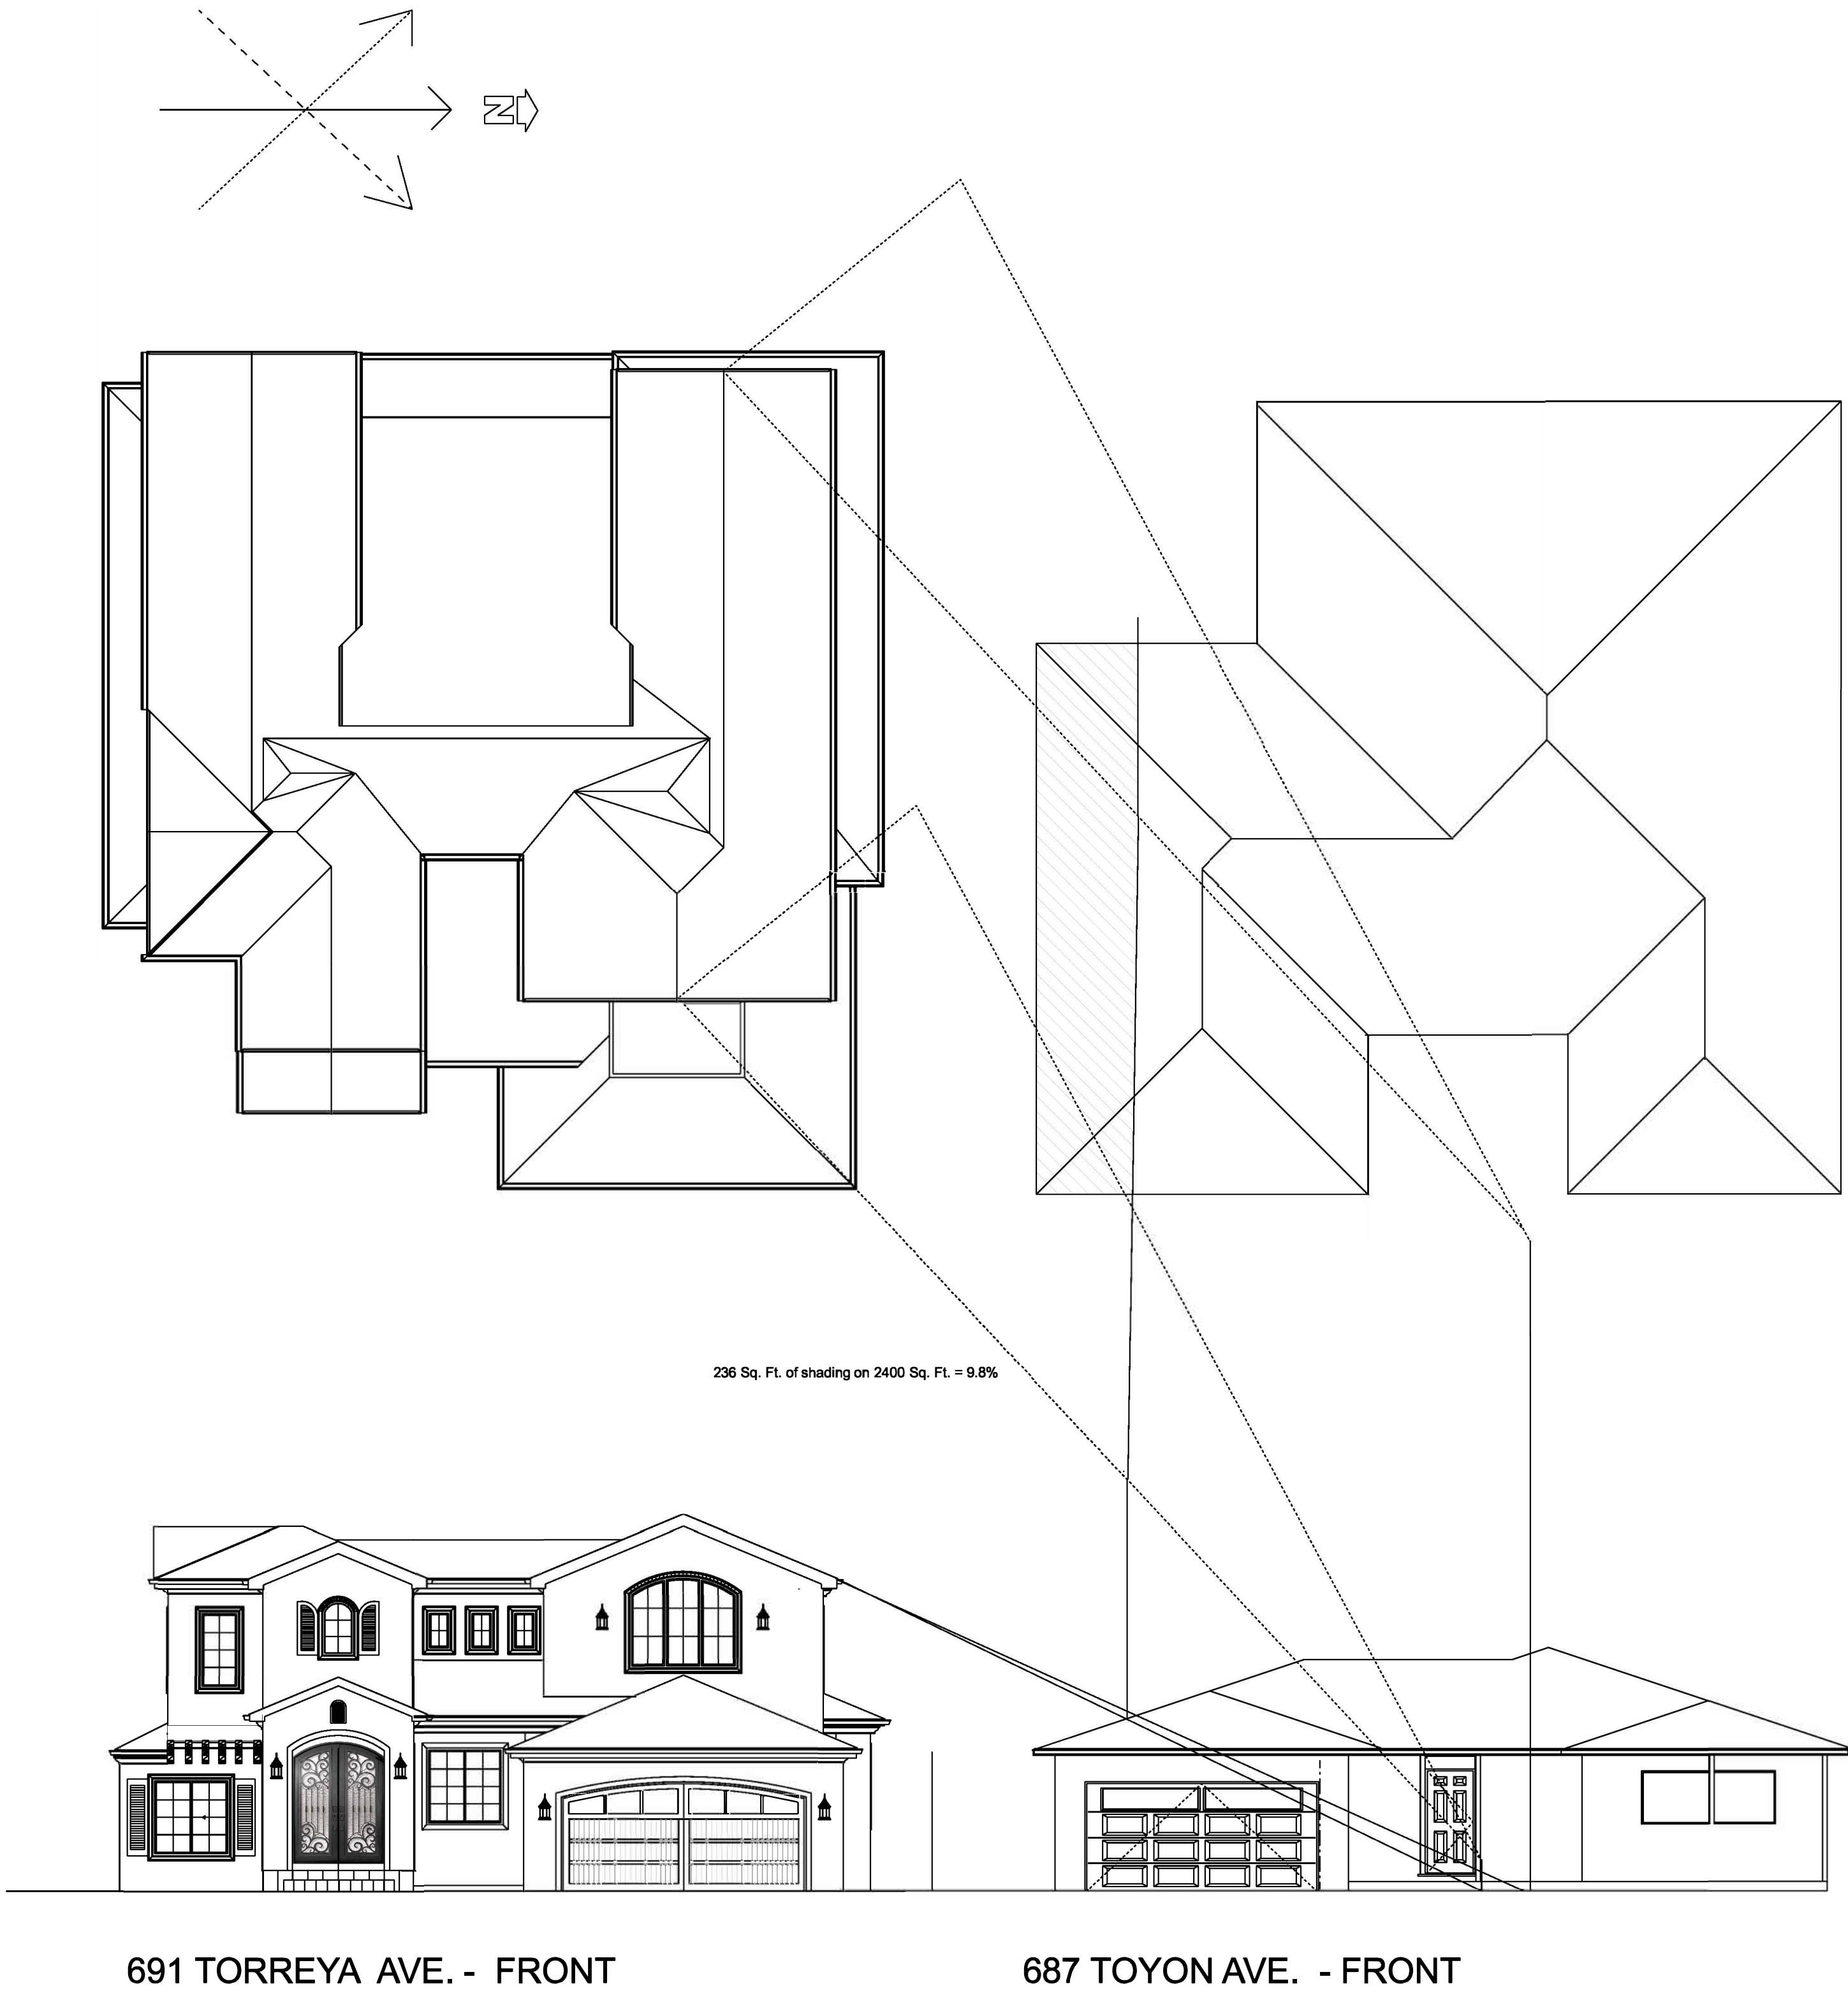 N
236 Sq. Ft. of shading on 2400 Sq. Ft. = 9.8%
691 TORREYA AVE. - FRONT
687 TOYON AVE. - FRONT